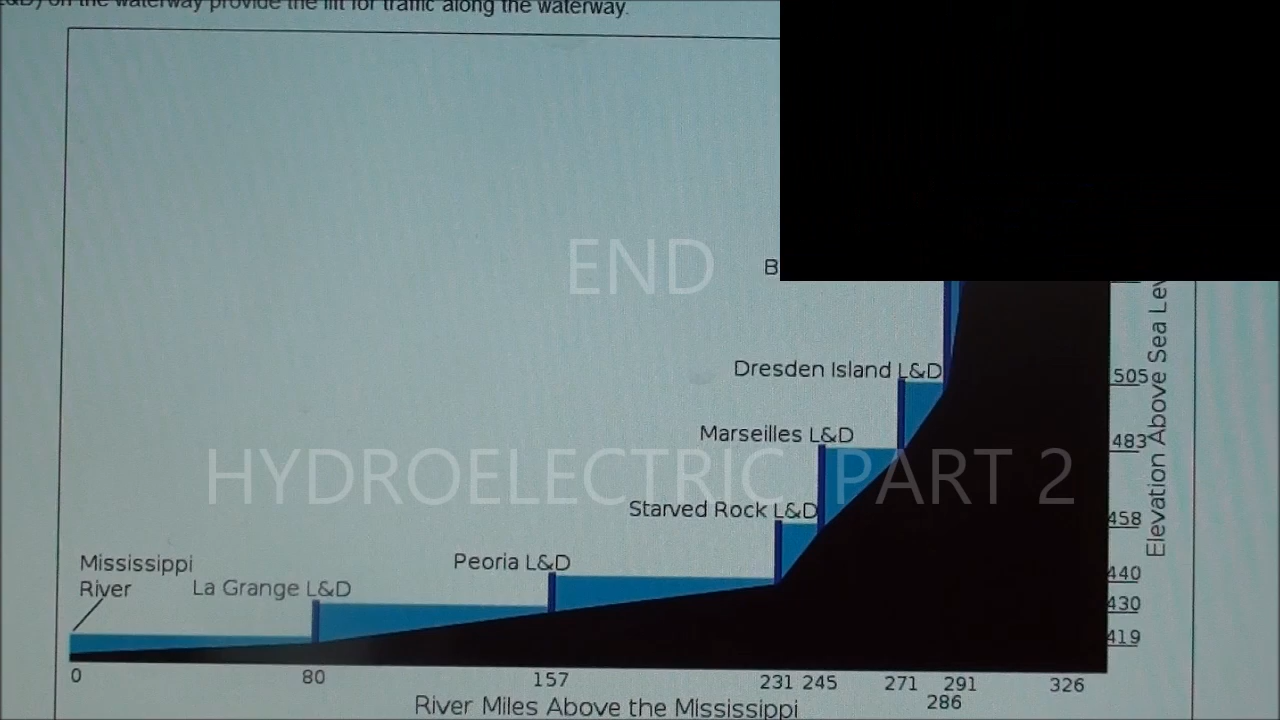 on the waterway provide the lift for traffic along the waterway.
END
Dresden Island L&D
505
Marseilles L&D
483
HYDROELECTRIC PART 2
Starved Rock L&D
458
Mississippi
River
Peoria L&D
440
La Grange L&D
430
419
Elevation Above Sea
0 80 157 231 245 271 291 326
286
River Miles Above the Mississippi